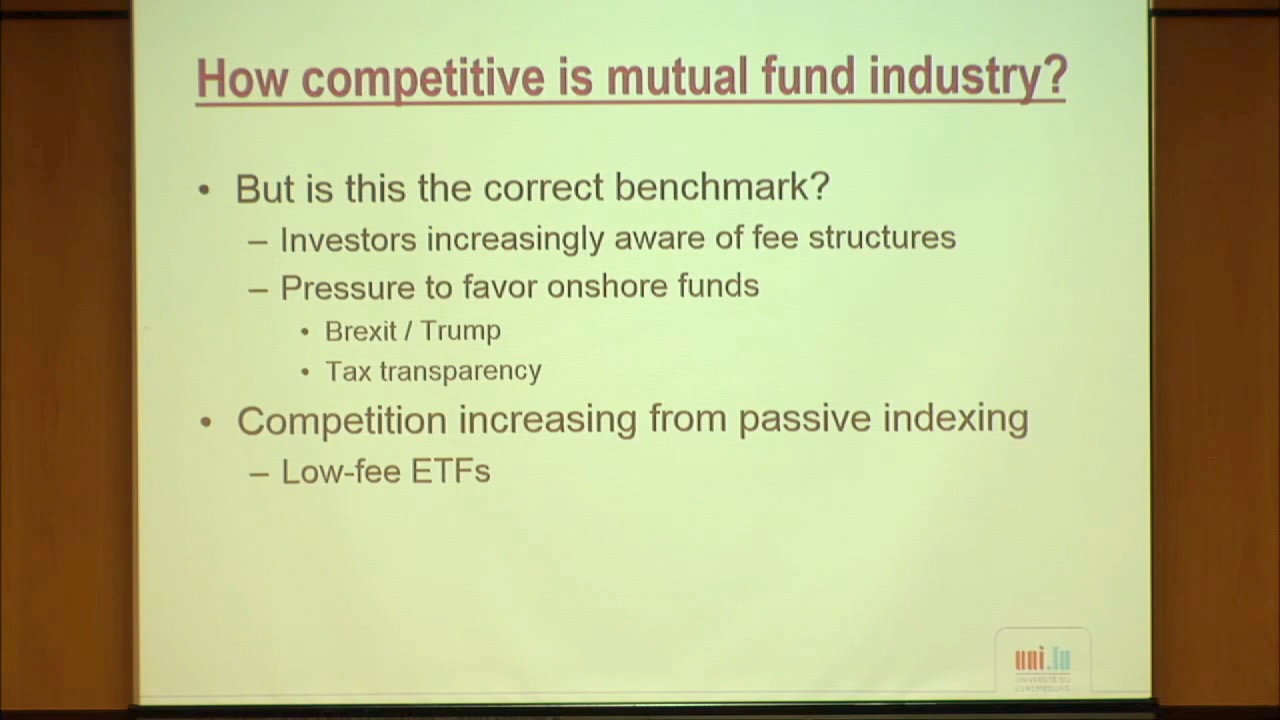 How competitive is mutual fund industry?
• But is this the correct benchmark?
– Investors increasingly aware of fee structures
– Pressure to favor onshore funds
• Brexit / Trump
• Tax transparency
• Competition increasing from passive indexing
– Low-fee ETFs
uni.lu
UNIVERSITÉ DU
LUXEMBOURG